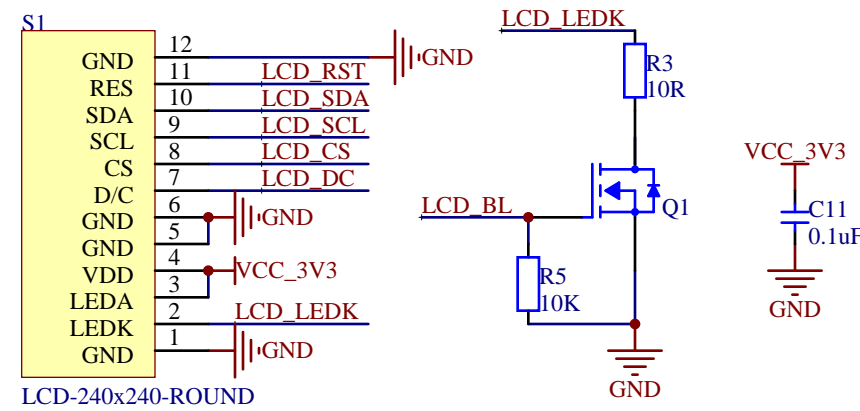 S1
GND 12 GND
RES 11 LCD_RST
SDA 10 LCD_SDA
SCL 9 LCD_SCL
CS 8 LCD_CS
D/C 7 LCD_DC
GND 6 GND
GND 5
VDD 4 VCC_3V3
LEDA 3
LEDK 2 LCD_LEDK
GND 1 GND
LCD-240x240-ROUND
LCD_LEDK
R3
10R
LCD_BL
Q1
R5
10K
GND
VCC_3V3
C11
0.1uF
GND